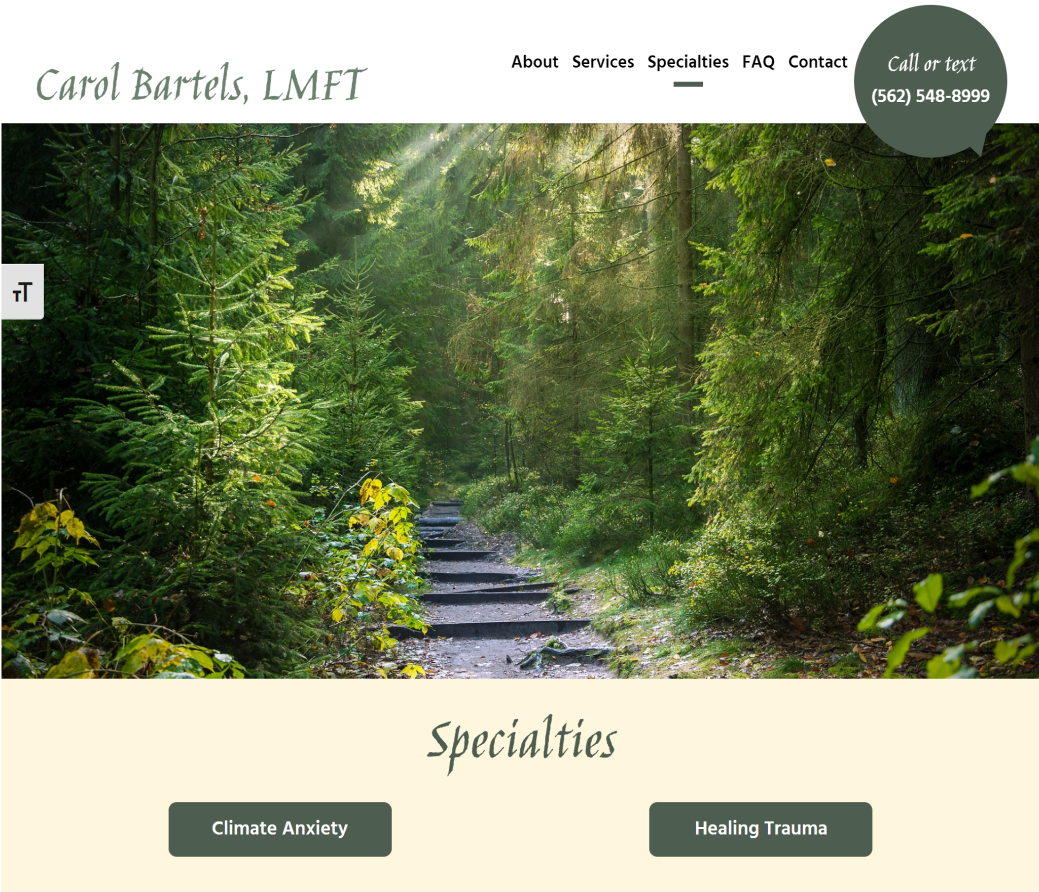 Carol Bartels, LMFT
About Services Specialties FAQ Contact
Call or text
(562) 548-8999
TT
Specialties
Climate Anxiety
Healing Trauma